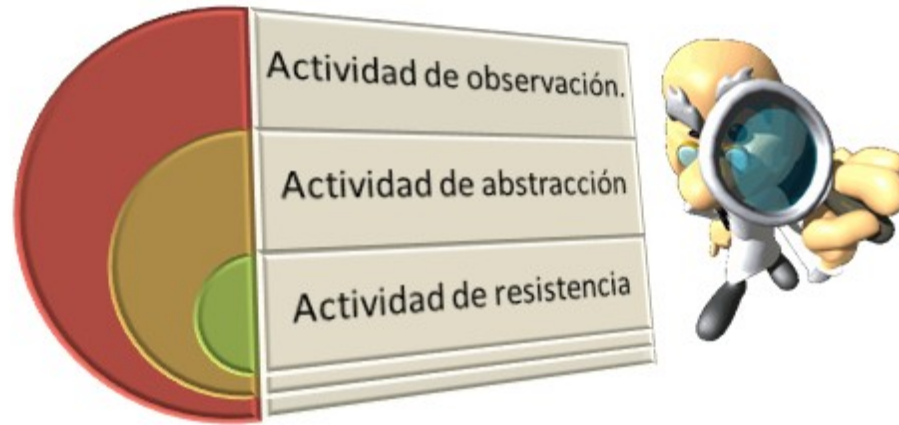 Actividad de observación.
Actividad de abstracción
Actividad de resistencia